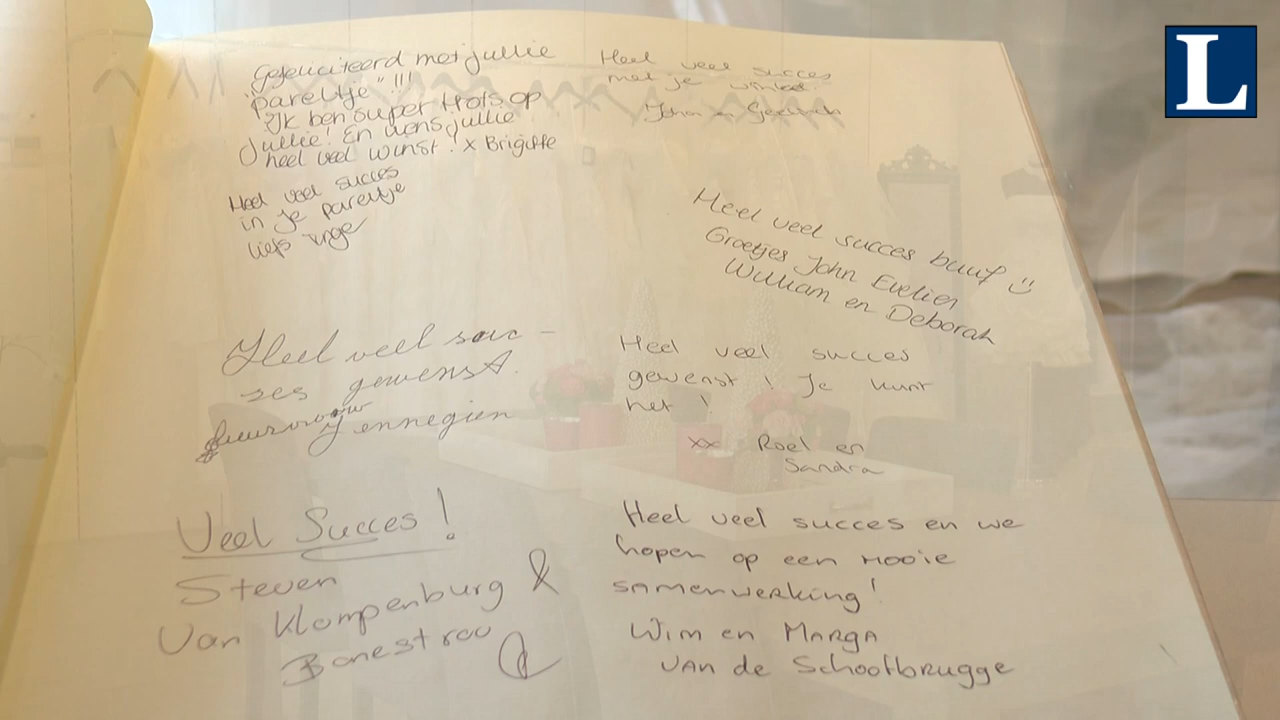 Gefeliciteerd met jullie
"pareltje" !!!
Ik ben super trots op
jullie! En wens jullie
heel veel winst! x Brigitte
Heel veel succes
in je pareltje
liefs Inge
Heel veel suc-
ses gewenst.
buurvrouw Jennegien
Veel Succes!
Steven
Van Klompenburg &
Heel veel succes
met je winkel.
Johan en
Heel veel succes buuf
Groetjes John Evelien
William en Deborah
Heel veel succes
gewenst! Je kunt
het!
xx Roel en
Sandra
Heel veel succes en we
hopen op een mooie
samenwerking!
Wim en Marga
van de Schootbrugge
L